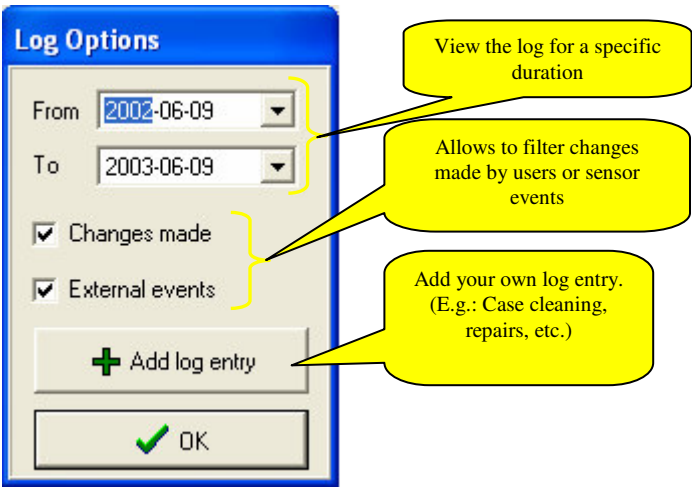 Log Options
From 2002-06-09
To 2003-06-09
Changes made
External events
Add log entry
OK
View the log for a specific
duration
Allows to filter changes
made by users or sensor
events
Add your own log entry.
(E.g.: Case cleaning,
repairs, etc.)